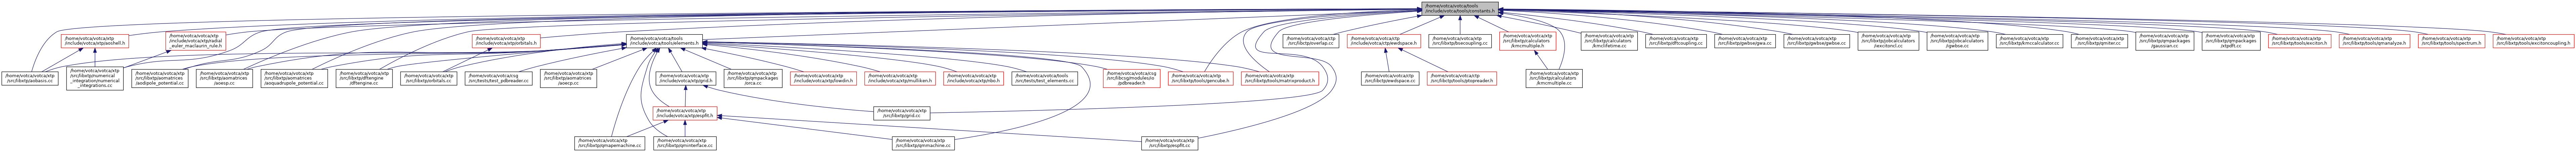 /home/votca/votca/tools
/include/votca/tools/constants.h
/home/votca/votca/xtp
/include/votca/xtp/aoshell.h
/home/votca/votca/xtp
/include/votca/xtp/radial
_euler_maclaurin_rule.h
/home/votca/votca/xtp
/include/votca/xtp/orbitals.h
/home/votca/votca/tools
/include/votca/tools/elements.h
/home/votca/votca/xtp
/src/libxtp/overlap.cc
/home/votca/votca/xtp
/include/votca/xtp/ewdspace.h
/home/votca/votca/xtp
/src/libxtp/bsecoupling.cc
/home/votca/votca/xtp
/src/libxtp/calculators
/kmcmultiple.h
/home/votca/votca/xtp
/src/libxtp/calculators
/kmclifetime.cc
/home/votca/votca/xtp
/src/libxtp/dftcoupling.cc
/home/votca/votca/xtp
/src/libxtp/gwbse/gwa.cc
/home/votca/votca/xtp
/src/libxtp/gwbse/gwbse.cc
/home/votca/votca/xtp
/src/libxtp/jobcalculators
/excitoncl.cc
/home/votca/votca/xtp
/src/libxtp/jobcalculators
/gwbse.cc
/home/votca/votca/xtp
/src/libxtp/kmccalculator.cc
/home/votca/votca/xtp
/src/libxtp/qmiter.cc
/home/votca/votca/xtp
/src/libxtp/qmpackages
/gaussian.cc
/home/votca/votca/xtp
/src/libxtp/qmpackages
/xtpdft.cc
/home/votca/votca/xtp
/src/libxtp/tools/exciton.h
/home/votca/votca/xtp
/src/libxtp/tools/qmanalyze.h
/home/votca/votca/xtp
/src/libxtp/tools/spectrum.h
/home/votca/votca/xtp
/src/libxtp/tools/excitoncoupling.h
/home/votca/votca/xtp
/src/libxtp/aobasis.cc
/home/votca/votca/xtp
/src/libxtp/numerical
_integration/numerical
_integrations.cc
/home/votca/votca/xtp
/src/libxtp/aomatrices
/aodipole_potential.cc
/home/votca/votca/xtp
/src/libxtp/aomatrices
/aoesp.cc
/home/votca/votca/xtp
/src/libxtp/aomatrices
/aoquadrupole_potential.cc
/home/votca/votca/xtp
/src/libxtp/dftengine
/dftengine.cc
/home/votca/votca/xtp
/src/libxtp/orbitals.cc
/home/votca/votca/csg
/src/tests/test_pdbreader.cc
/home/votca/votca/xtp
/src/libxtp/aomatrices
/aoecp.cc
/home/votca/votca/xtp
/include/votca/xtp/grid.h
/home/votca/votca/xtp
/src/libxtp/qmpackages
/orca.cc
/home/votca/votca/xtp
/include/votca/xtp/lowdin.h
/home/votca/votca/xtp
/include/votca/xtp/mulliken.h
/home/votca/votca/xtp
/include/votca/xtp/nbo.h
/home/votca/votca/tools
/src/tests/test_elements.cc
/home/votca/votca/csg
/src/libcsg/modules/io
/pdbreader.h
/home/votca/votca/xtp
/src/libxtp/tools/gencube.h
/home/votca/votca/xtp
/src/libxtp/tools/matrixproduct.h
/home/votca/votca/xtp
/src/libxtp/ewdspace.cc
/home/votca/votca/xtp
/src/libxtp/tools/ptopreader.h
/home/votca/votca/xtp
/src/libxtp/calculators
/kmcmultiple.cc
/home/votca/votca/xtp
/include/votca/xtp/espfit.h
/home/votca/votca/xtp
/src/libxtp/grid.cc
/home/votca/votca/xtp
/src/libxtp/qmapemachine.cc
/home/votca/votca/xtp
/src/libxtp/qminterface.cc
/home/votca/votca/xtp
/src/libxtp/qmmachine.cc
/home/votca/votca/xtp
/src/libxtp/espfit.cc